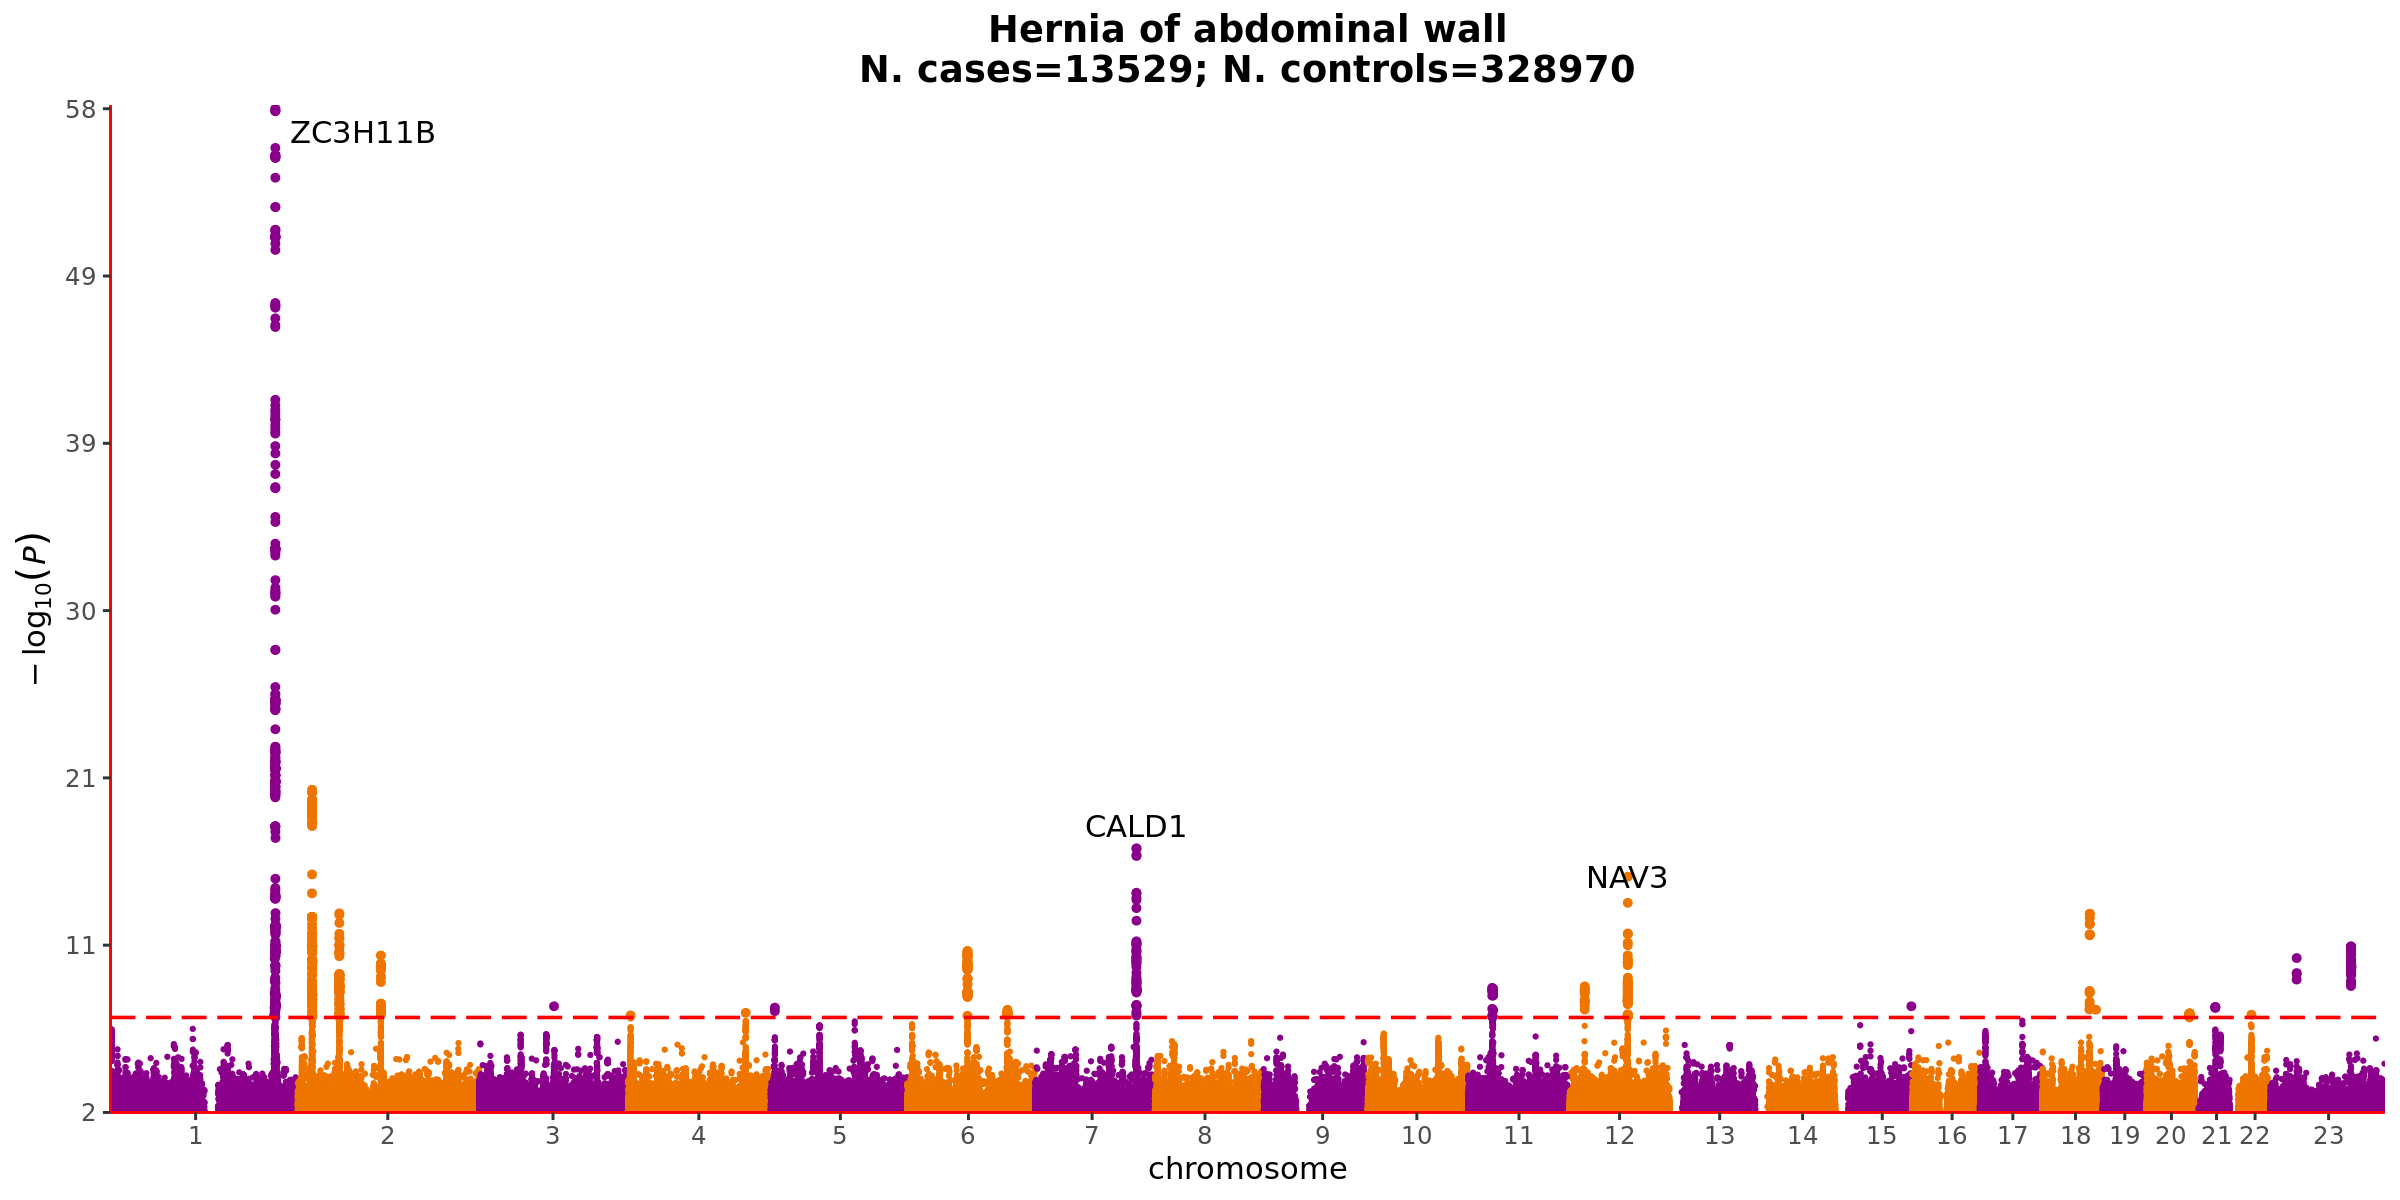 Hernia of abdominal wall
N. cases=13529; N. controls=328970
58
ZC3H11B
49
39
30
21
CALD1
NAV3
11
2
−log10(P)
1 2 3 4 5 6 7 8 9 10 11 12 13 14 15 16 17 18 19 20 21 22 23
chromosome